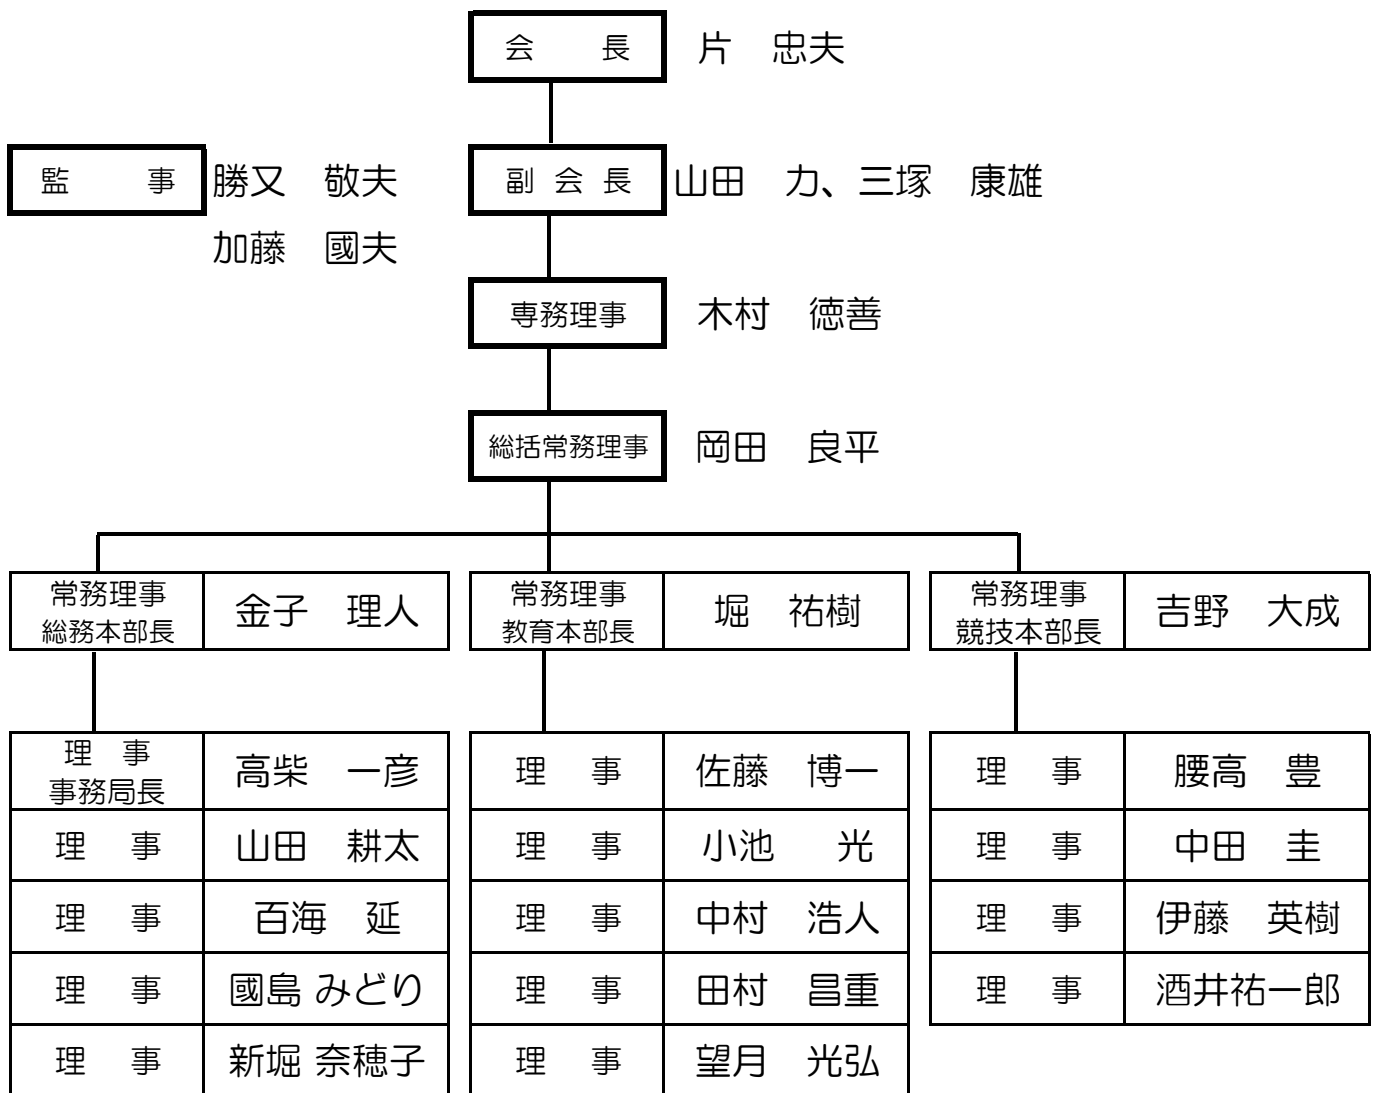 会　　長　片　忠夫
監　　事　勝又　敬夫
加藤　國夫
副 会 長　山田　力、三塚　康雄
専務理事　木村　徳善
総括常務理事　岡田　良平
常務理事
総務本部長　金子　理人
常務理事
教育本部長　堀　祐樹
常務理事
競技本部長　吉野　大成
理　事
事務局長　高柴　一彦
理　事　山田　耕太
理　事　百海　延
理　事　國島 みどり
理　事　新堀 奈穂子
理　事　佐藤　博一
理　事　小池　光
理　事　中村　浩人
理　事　田村　昌重
理　事　望月　光弘
理　事　腰高　豊
理　事　中田　圭
理　事　伊藤　英樹
理　事　酒井祐一郎